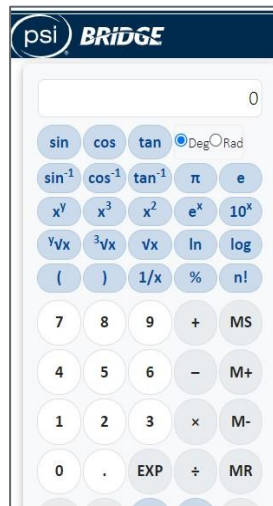 psi BRIDGE
0
sin cos tan Deg Rad
sin⁻¹ cos⁻¹ tan⁻¹ π e
xʸ x³ x² eˣ 10ˣ
ʸ√x ³√x √x ln log
( ) 1/x % n!
7 8 9 + MS
4 5 6 – M+
1 2 3 × M-
0 . EXP ÷ MR